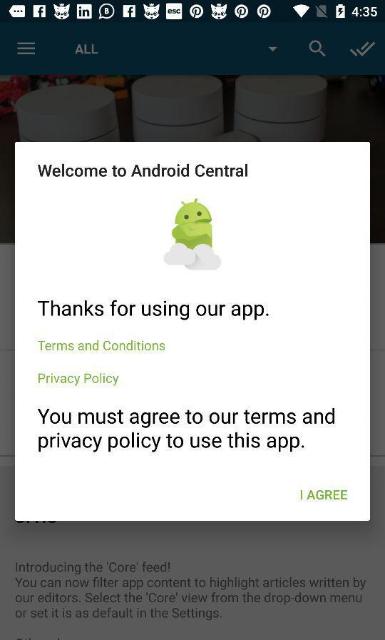 esc
4:35
ALL
Welcome to Android Central
Thanks for using our app.
Terms and Conditions
Privacy Policy
You must agree to our terms and
privacy policy to use this app.
I AGREE
Introducing the 'Core' feed!
You can now filter app content to highlight articles written by
our editors. Select the 'Core' view from the drop-down menu
or set it is as default in the Settings.